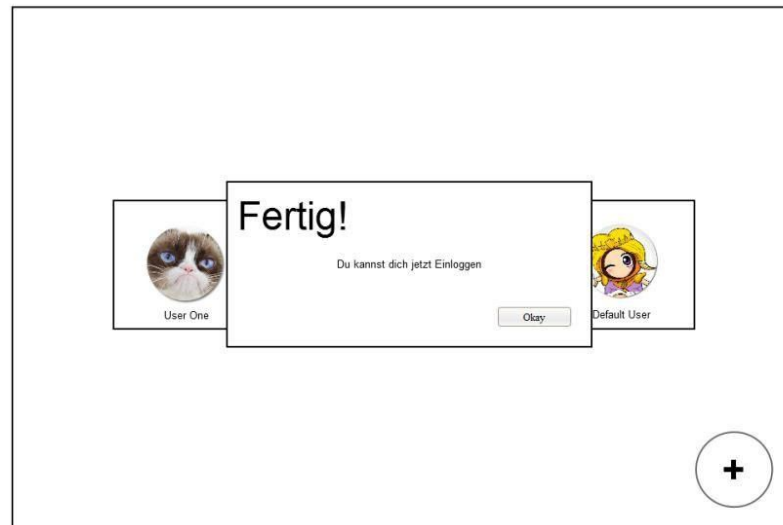 Fertig!
Du kannst dich jetzt Einloggen
Okay
User One
Default User
+